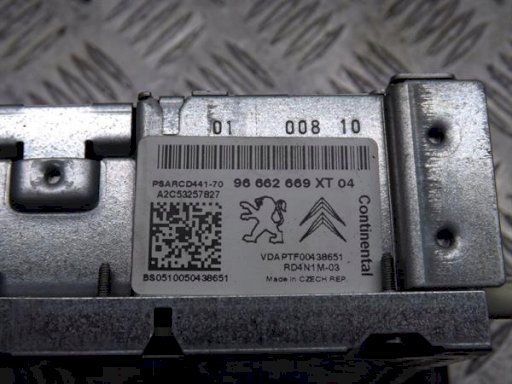 01 008 10
PSARCD441-70 96 662 669 XT 04
A2C53257827
Continental
VDAPTF00438651
RD4N1M-03
BS0510050438651 Made in CZECH REP.